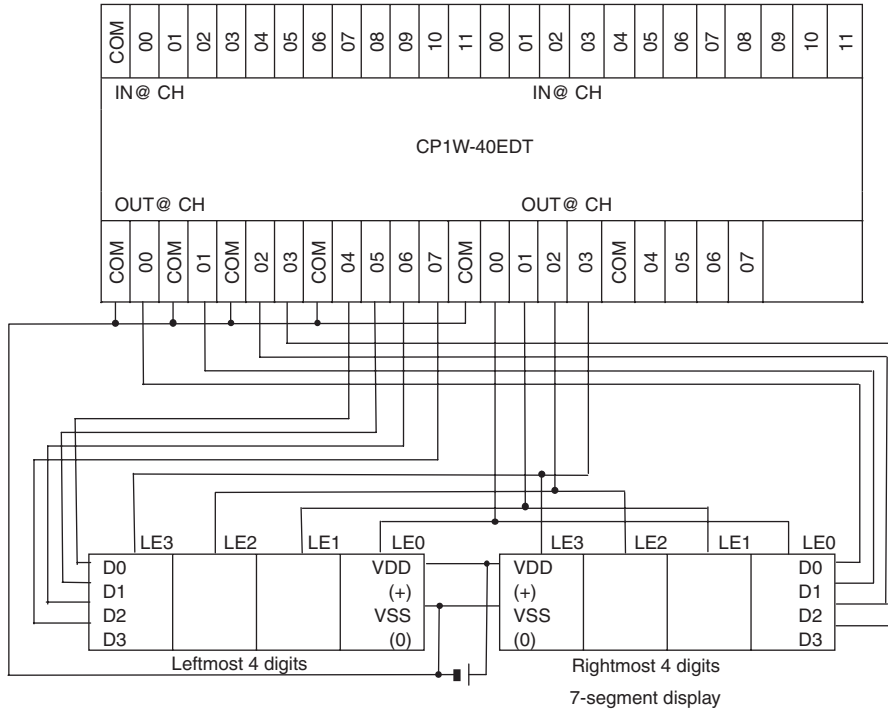 COM 00 01 02 03 04 05 06 07 08 09 10 11 00 01 02 03 04 05 06 07 08 09 10 11
IN@ CH IN@ CH
CP1W-40EDT
OUT@ CH OUT@ CH
COM 00 COM 01 COM 02 03 COM 04 05 06 07 COM 00 01 02 03 COM 04 05 06 07
LE3 LE2 LE1 LE0 LE3 LE2 LE1 LE0
D0 VDD VDD D0
D1 (+) (+) D1
D2 VSS VSS D2
D3 (0) (0) D3
Leftmost 4 digits Rightmost 4 digits
7-segment display